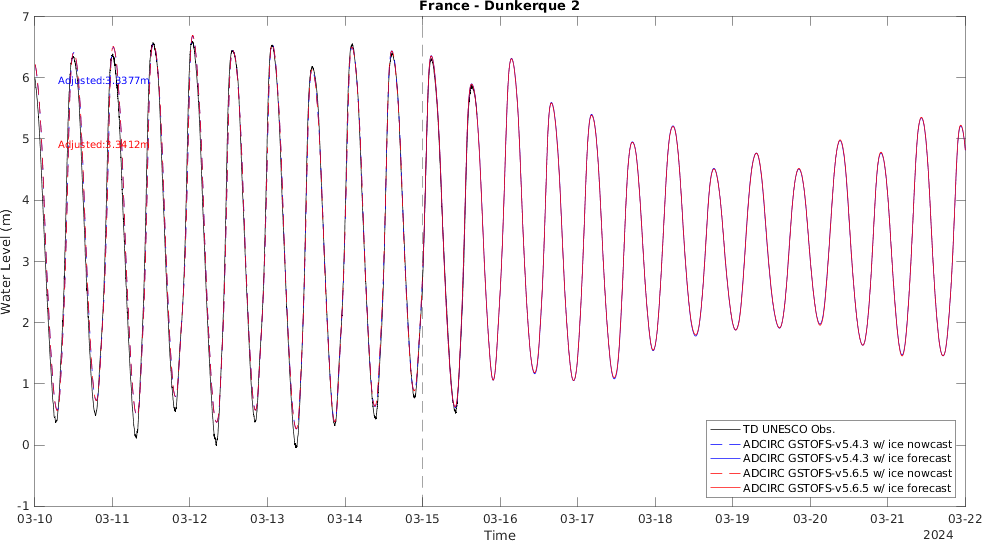 France - Dunkerque 2
7
6
5
4
3
2
1
0
-1
Water Level (m)
Adjusted:3.3377m
Adjusted:3.3412m
TD UNESCO Obs.
ADCIRC GSTOFS-v5.4.3 w/ ice nowcast
ADCIRC GSTOFS-v5.4.3 w/ ice forecast
ADCIRC GSTOFS-v5.6.5 w/ ice nowcast
ADCIRC GSTOFS-v5.6.5 w/ ice forecast
03-10 03-11 03-12 03-13 03-14 03-15 03-16 03-17 03-18 03-19 03-20 03-21 03-22
Time
2024